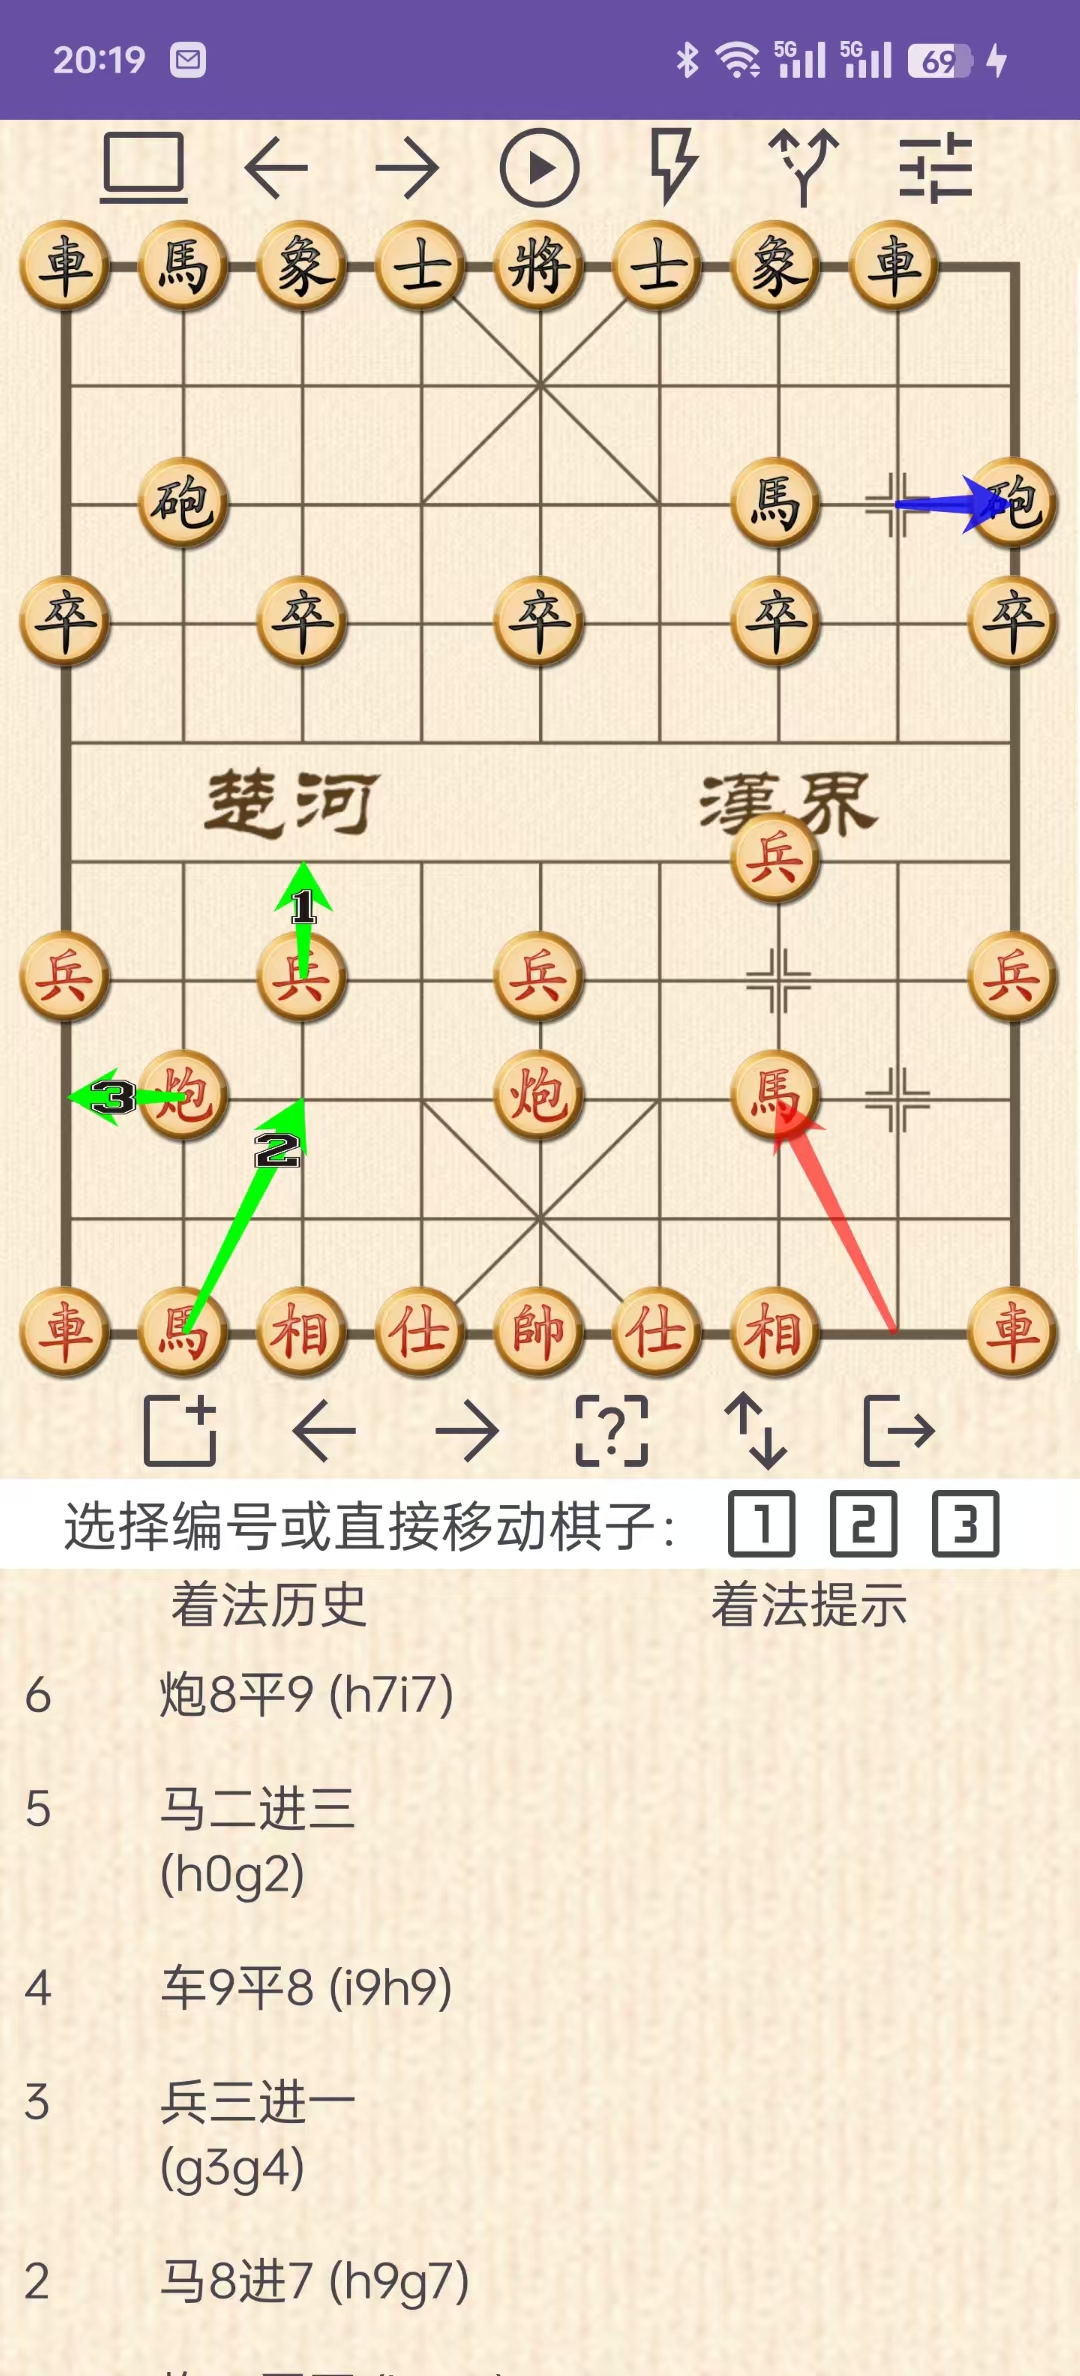 20:19 5G 5G 69
車 馬 象 士 將 士 象 車
砲 馬 砲
卒 卒 卒 卒 卒
楚河 漢界
兵
1
兵 兵 兵 兵
3 炮 炮 馬
2
車 馬 相 仕 帥 仕 相 車
选择编号或直接移动棋子： 1 2 3
着法历史 着法提示
6 炮8平9 (h7i7)
5 马二进三
(h0g2)
4 车9平8 (i9h9)
3 兵三进一
(g3g4)
2 马8进7 (h9g7)